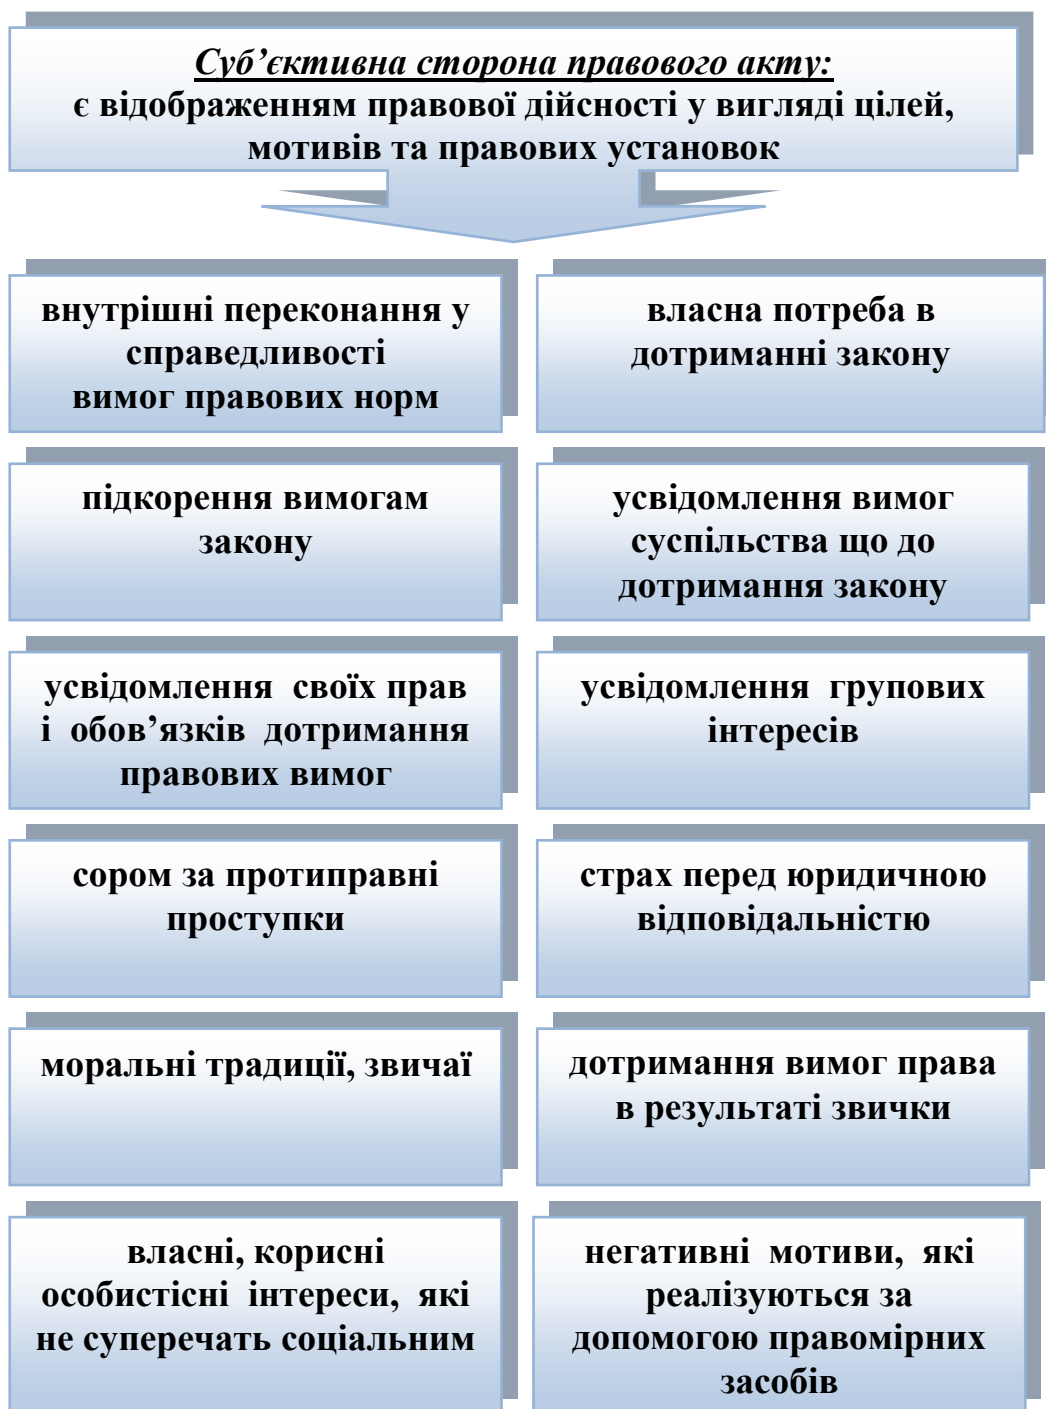 Суб’єктивна сторона правового акту:
є відображенням правової дійсності у вигляді цілей,
мотивів та правових установок
внутрішні переконання у
справедливості
вимог правових норм
власна потреба в
дотриманні закону
підкорення вимогам
закону
усвідомлення вимог
суспільства що до
дотримання закону
усвідомлення своїх прав
і обов’язків дотримання
правових вимог
усвідомлення групових
інтересів
сором за протиправні
проступки
страх перед юридичною
відповідальністю
моральні традиції, звичаї
дотримання вимог права
в результаті звички
власні, корисні
особистісні інтереси, які
не суперечать соціальним
негативні мотиви, які
реалізуються за
допомогою правомірних
засобів